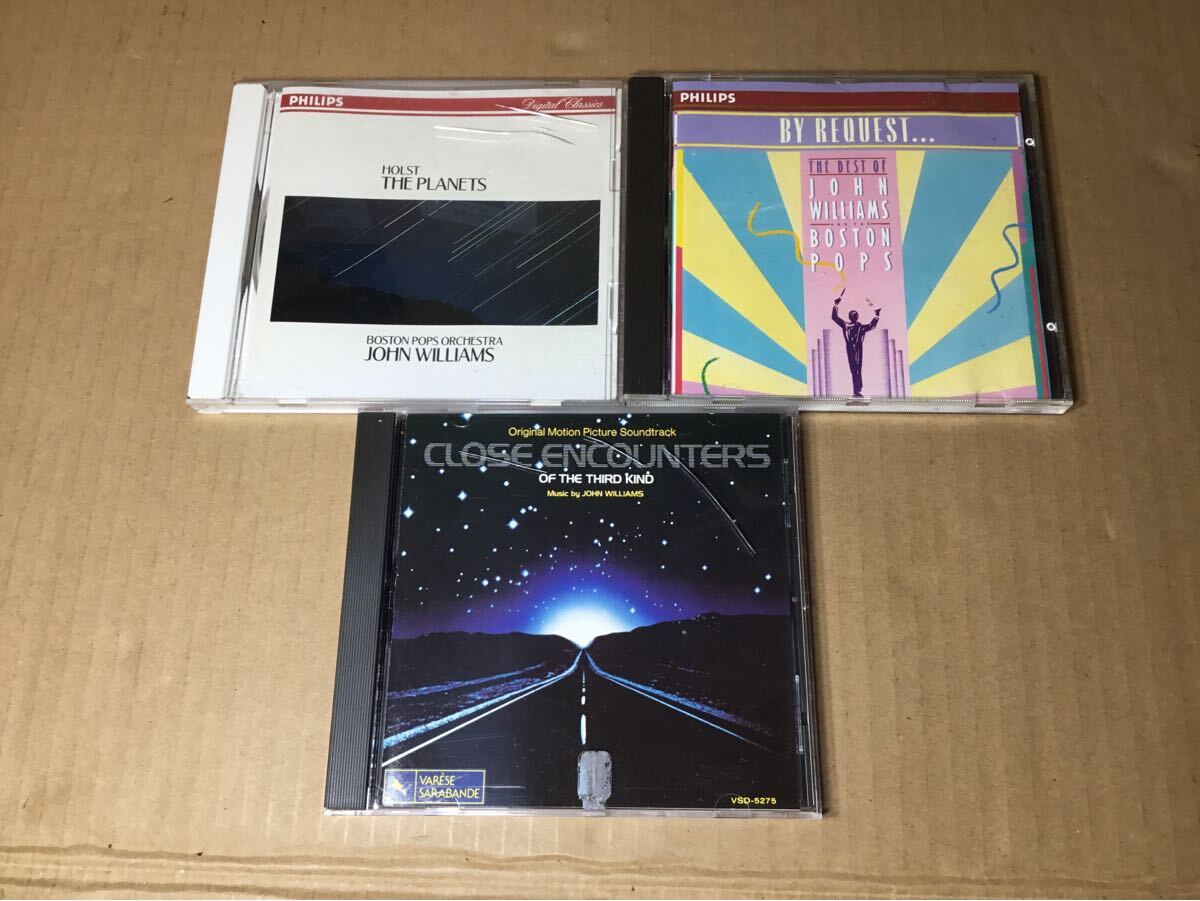 PHILIPS
Digital Classics
HOLST
THE PLANETS
BOSTON POPS ORCHESTRA
JOHN WILLIAMS
PHILIPS
BY REQUEST...
THE BEST OF
JOHN
WILLIAMS
BOSTON
POPS
Original Motion Picture Soundtrack
CLOSE ENCOUNTERS
OF THE THIRD KIND
Music by JOHN WILLIAMS
VARÈSE
SARABANDE
VSD-5275